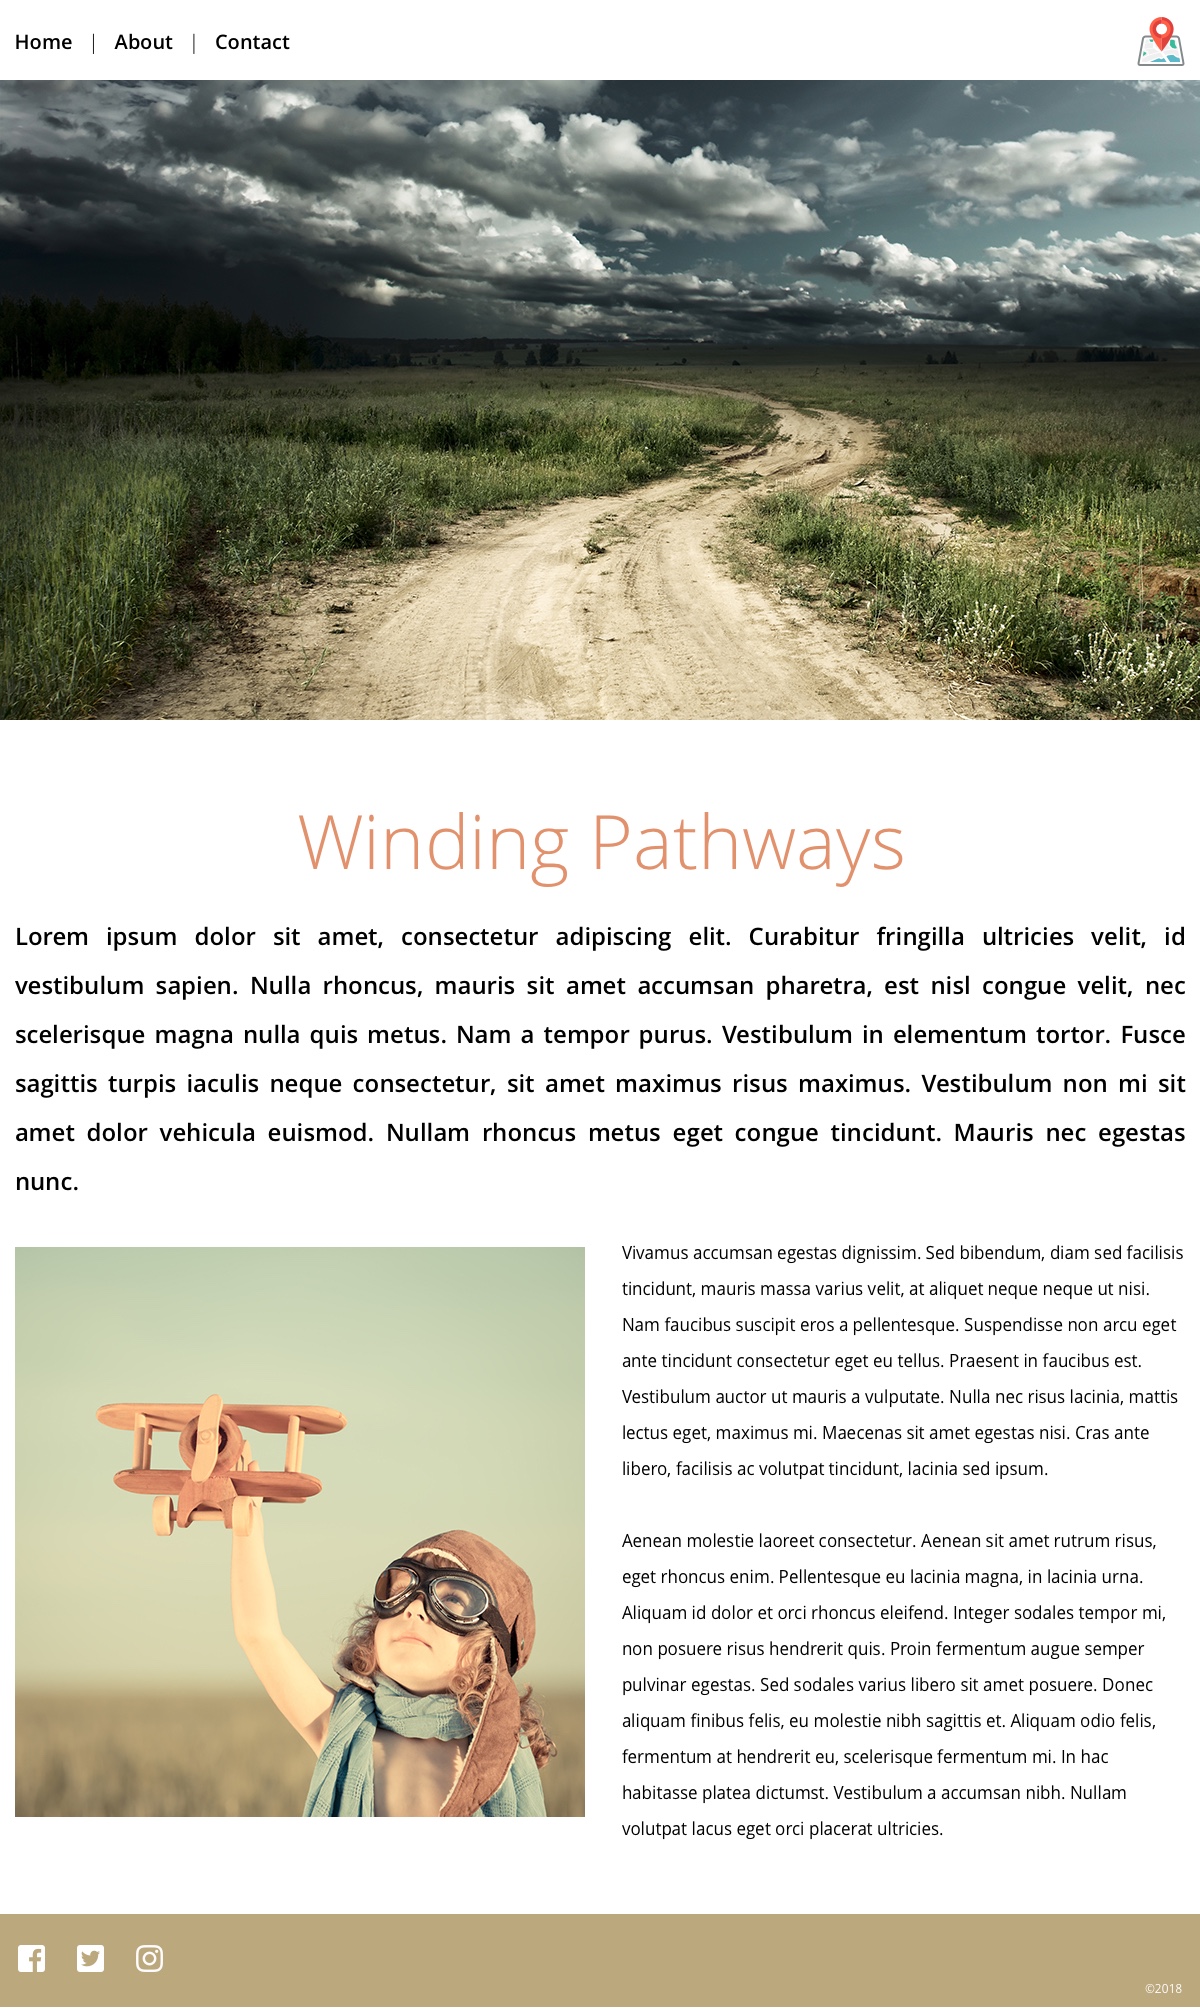 Home | About | Contact
Winding Pathways
Lorem ipsum dolor sit amet, consectetur adipiscing elit. Curabitur fringilla ultricies velit, id
vestibulum sapien. Nulla rhoncus, mauris sit amet accumsan pharetra, est nisl congue velit, nec
scelerisque magna nulla quis metus. Nam a tempor purus. Vestibulum in elementum tortor. Fusce
sagittis turpis iaculis neque consectetur, sit amet maximus risus maximus. Vestibulum non mi sit
amet dolor vehicula euismod. Nullam rhoncus metus eget congue tincidunt. Mauris nec egestas
nunc.
Vivamus accumsan egestas dignissim. Sed bibendum, diam sed facilisis
tincidunt, mauris massa varius velit, at aliquet neque neque ut nisi.
Nam faucibus suscipit eros a pellentesque. Suspendisse non arcu eget
ante tincidunt consectetur eget eu tellus. Praesent in faucibus est.
Vestibulum auctor ut mauris a vulputate. Nulla nec risus lacinia, mattis
lectus eget, maximus mi. Maecenas sit amet egestas nisi. Cras ante
libero, facilisis ac volutpat tincidunt, lacinia sed ipsum.
Aenean molestie laoreet consectetur. Aenean sit amet rutrum risus,
eget rhoncus enim. Pellentesque eu lacinia magna, in lacinia urna.
Aliquam id dolor et orci rhoncus eleifend. Integer sodales tempor mi,
non posuere risus hendrerit quis. Proin fermentum augue semper
pulvinar egestas. Sed sodales varius libero sit amet posuere. Donec
aliquam finibus felis, eu molestie nibh sagittis et. Aliquam odio felis,
fermentum at hendrerit eu, scelerisque fermentum mi. In hac
habitasse platea dictumst. Vestibulum a accumsan nibh. Nullam
volutpat lacus eget orci placerat ultricies.
©2018